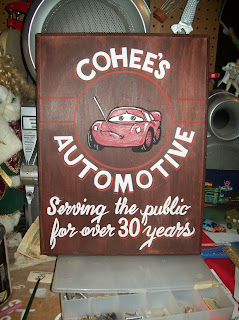 COHEE'S
AUTOMOTIVE
Serving the public
for over 30 years